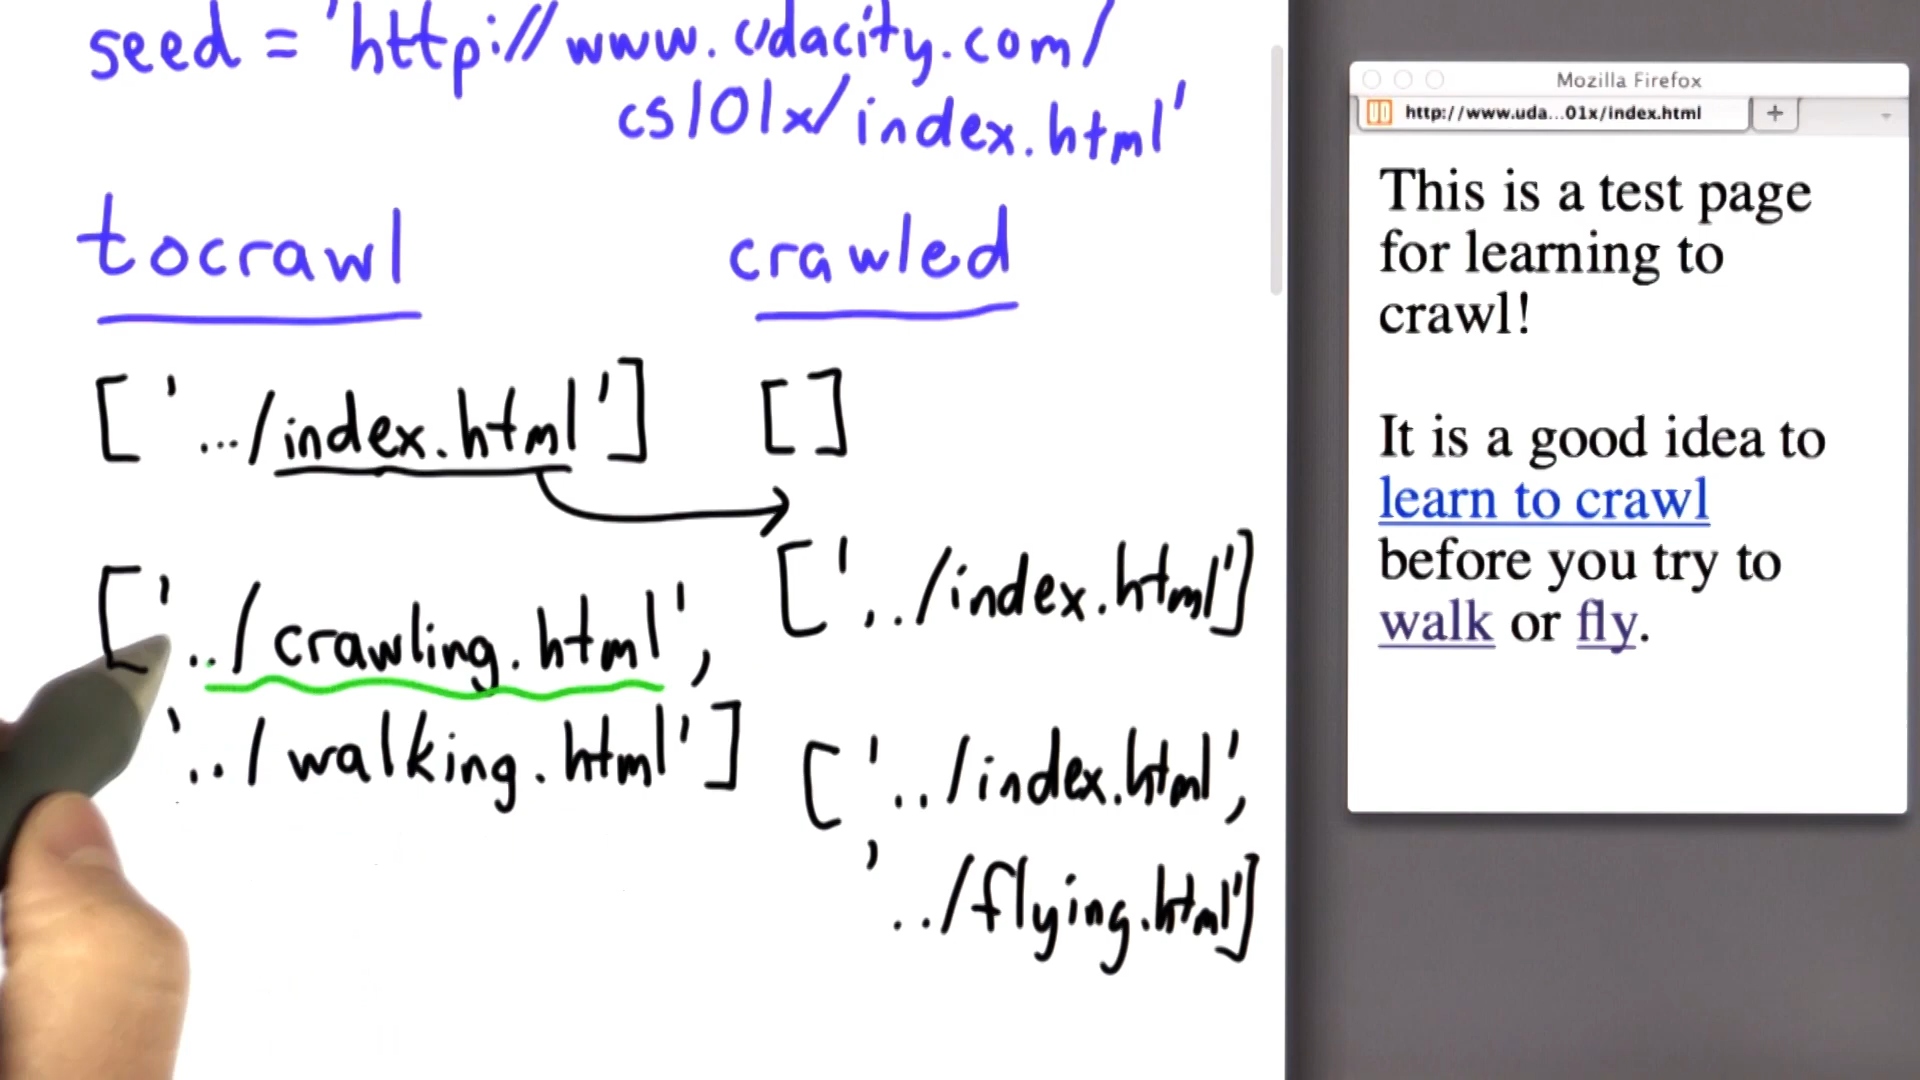 seed = 'http://www.udacity.com/
cs101x/index.html'
tocrawl
crawled
['.../index.html']
[]
['../index.html']
['../crawling.html',
'../walking.html']
['../index.html',
'../flying.html']
Mozilla Firefox
http://www.uda...01x/index.html
+
This is a test page
for learning to
crawl!
It is a good idea to
learn to crawl
before you try to
walk or fly.